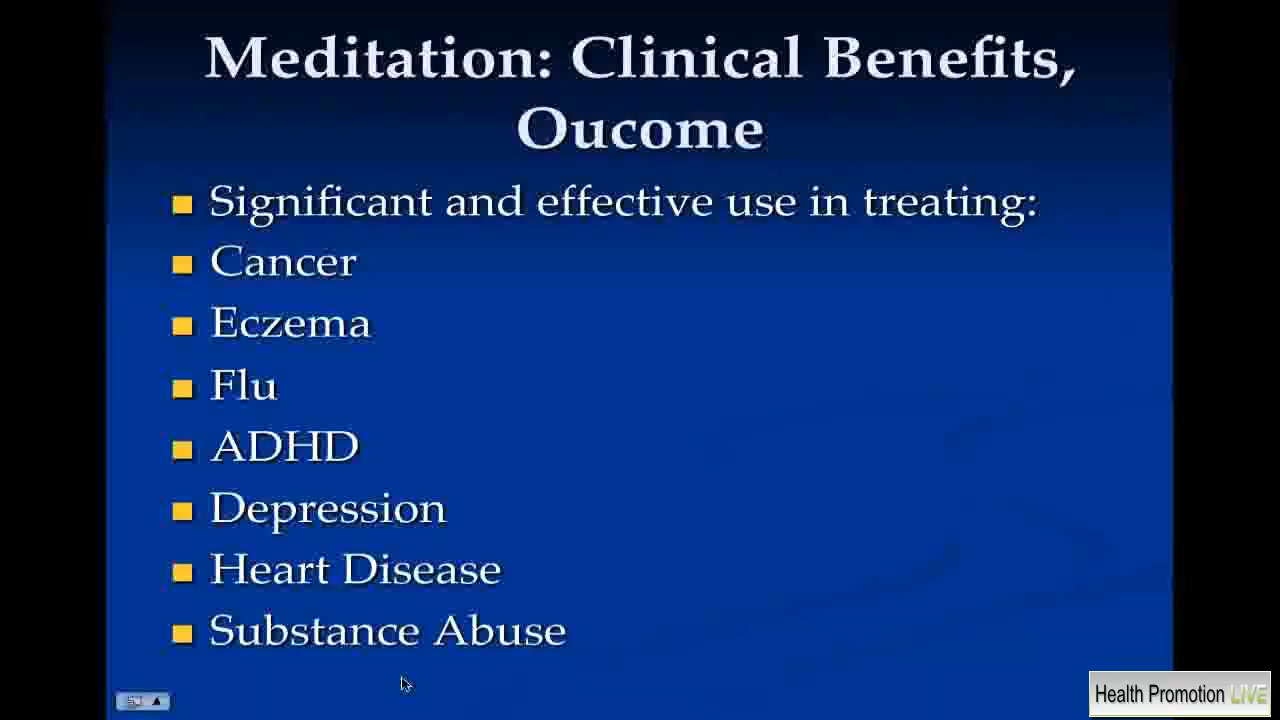 Meditation: Clinical Benefits,
Oucome
Significant and effective use in treating:
Cancer
Eczema
Flu
ADHD
Depression
Heart Disease
Substance Abuse
Health Promotion LIVE